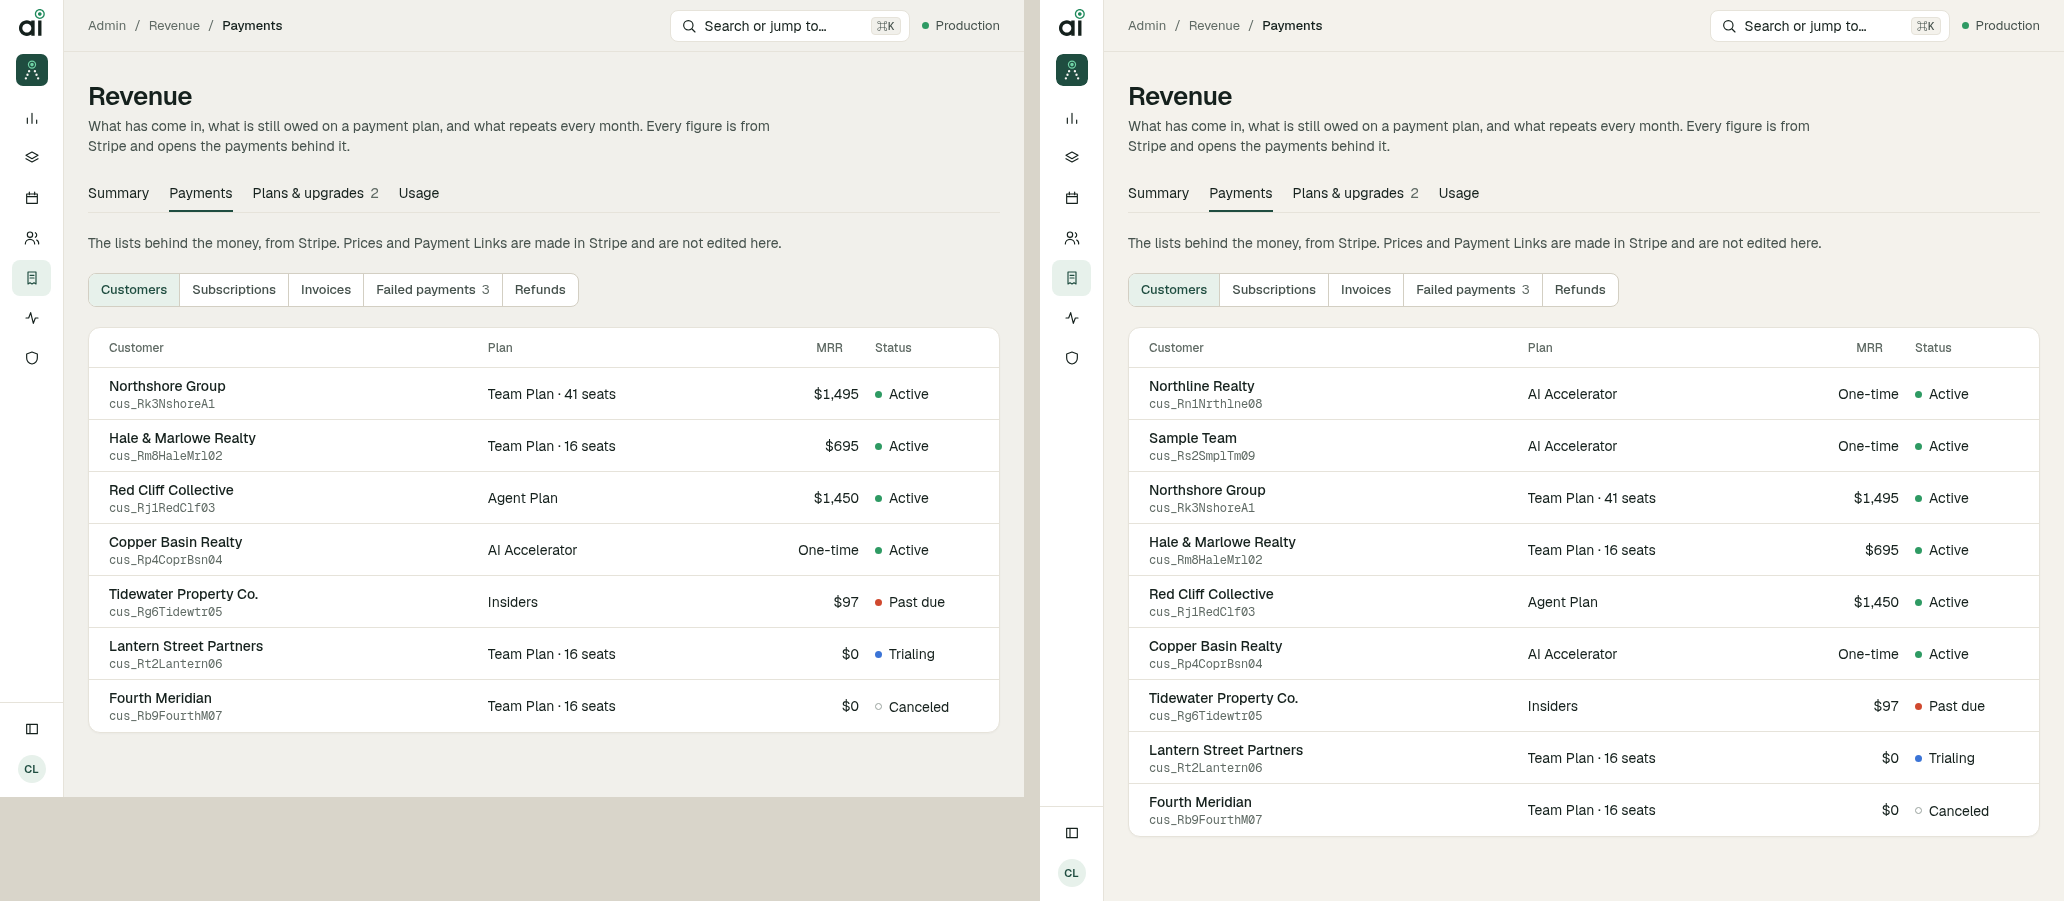 ai
Admin / Revenue / Payments
Search or jump to… ⌘K
Production
Revenue
What has come in, what is still owed on a payment plan, and what repeats every month. Every figure is from
Stripe and opens the payments behind it.
Summary Payments Plans & upgrades 2 Usage
The lists behind the money, from Stripe. Prices and Payment Links are made in Stripe and are not edited here.
Customers Subscriptions Invoices Failed payments 3 Refunds
Customer Plan MRR Status
Northshore Group Team Plan · 41 seats $1,495 Active
cus_Rk3NshoreA1
Hale & Marlowe Realty Team Plan · 16 seats $695 Active
cus_Rm8HaleMrl02
Red Cliff Collective Agent Plan $1,450 Active
cus_Rj1RedClf03
Copper Basin Realty AI Accelerator One-time Active
cus_Rp4CoprBsn04
Tidewater Property Co. Insiders $97 Past due
cus_Rg6Tidewtr05
Lantern Street Partners Team Plan · 16 seats $0 Trialing
cus_Rt2Lantern06
Fourth Meridian Team Plan · 16 seats $0 Canceled
cus_Rb9FourthM07
CL
ai
Admin / Revenue / Payments
Search or jump to… ⌘K
Production
Revenue
What has come in, what is still owed on a payment plan, and what repeats every month. Every figure is from
Stripe and opens the payments behind it.
Summary Payments Plans & upgrades 2 Usage
The lists behind the money, from Stripe. Prices and Payment Links are made in Stripe and are not edited here.
Customers Subscriptions Invoices Failed payments 3 Refunds
Customer Plan MRR Status
Northline Realty AI Accelerator One-time Active
cus_Rn1Nrthlne08
Sample Team AI Accelerator One-time Active
cus_Rs2SmplTm09
Northshore Group Team Plan · 41 seats $1,495 Active
cus_Rk3NshoreA1
Hale & Marlowe Realty Team Plan · 16 seats $695 Active
cus_Rm8HaleMrl02
Red Cliff Collective Agent Plan $1,450 Active
cus_Rj1RedClf03
Copper Basin Realty AI Accelerator One-time Active
cus_Rp4CoprBsn04
Tidewater Property Co. Insiders $97 Past due
cus_Rg6Tidewtr05
Lantern Street Partners Team Plan · 16 seats $0 Trialing
cus_Rt2Lantern06
Fourth Meridian Team Plan · 16 seats $0 Canceled
cus_Rb9FourthM07
CL